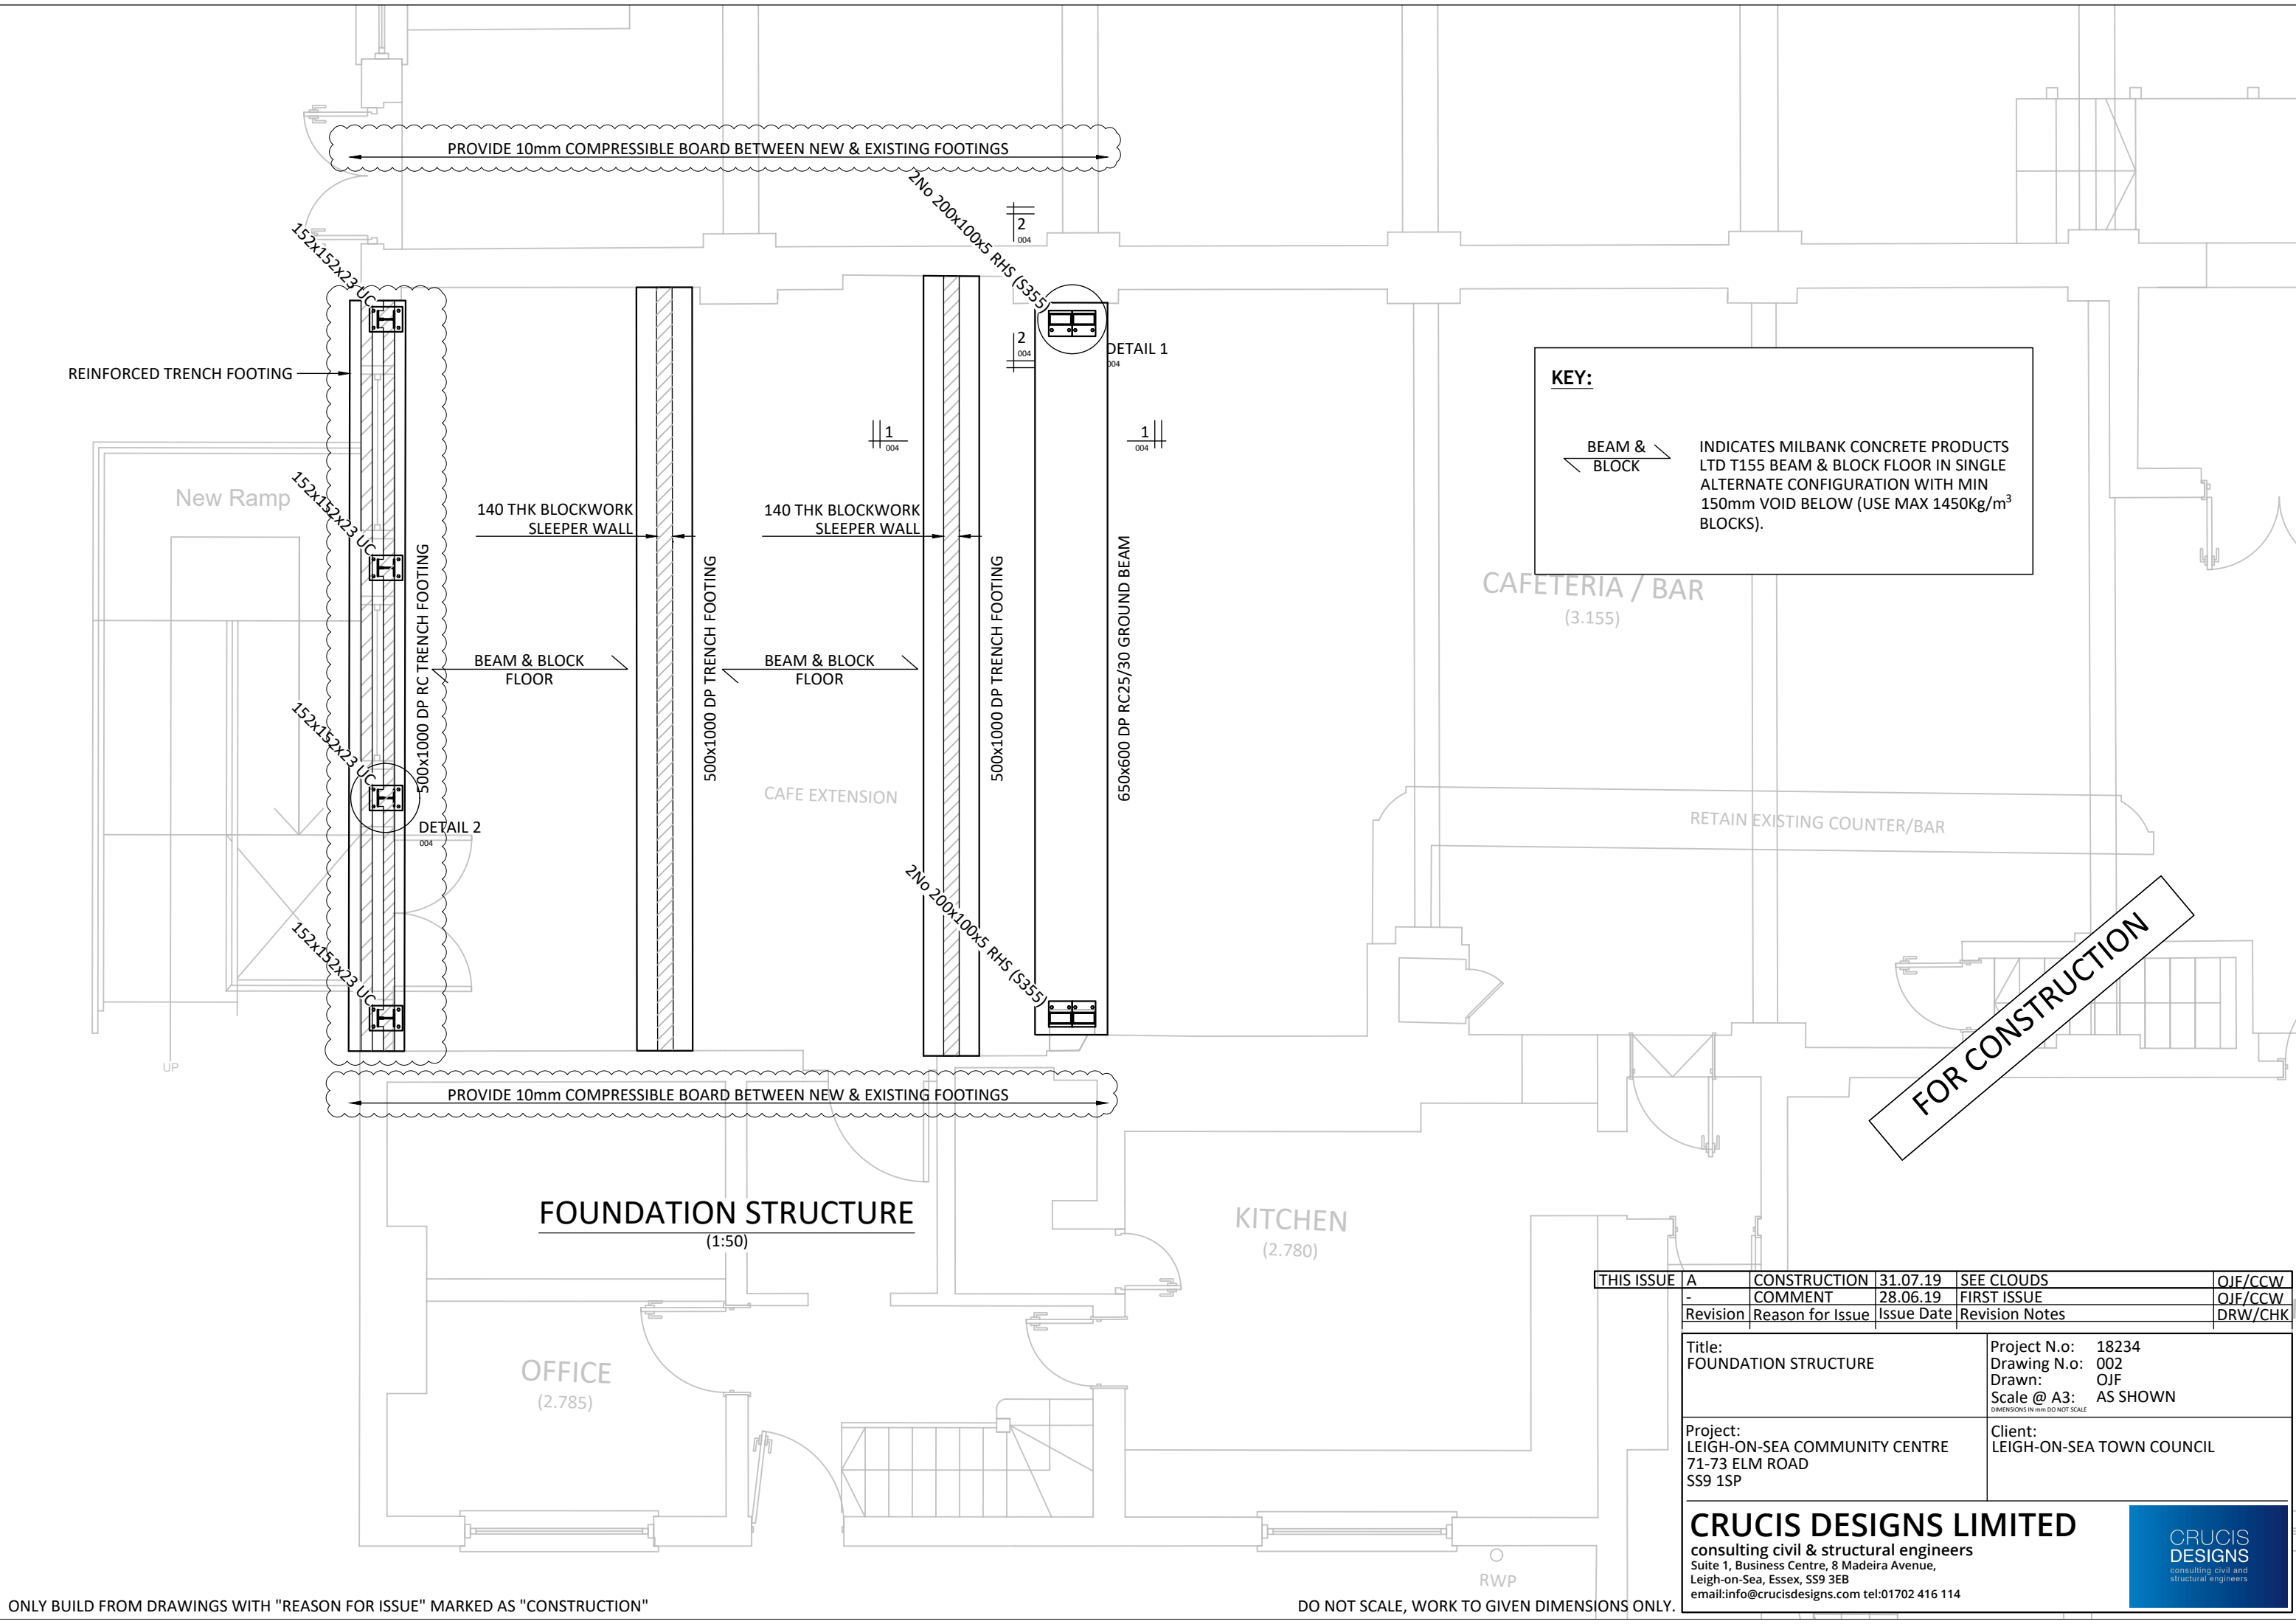 PROVIDE 10mm COMPRESSIBLE BOARD BETWEEN NEW & EXISTING FOOTINGS
2No 200x100x5 RHS (S355)
2
004
152x152x23 UC
2
004
DETAIL 1
004
REINFORCED TRENCH FOOTING
KEY:
BEAM &
BLOCK
INDICATES MILBANK CONCRETE PRODUCTS
LTD T155 BEAM & BLOCK FLOOR IN SINGLE
ALTERNATE CONFIGURATION WITH MIN
150mm VOID BELOW (USE MAX 1450Kg/m³
BLOCKS).
1
004
1
004
New Ramp
152x152x23 UC
140 THK BLOCKWORK
SLEEPER WALL
140 THK BLOCKWORK
SLEEPER WALL
500x1000 DP RC TRENCH FOOTING
500x1000 DP TRENCH FOOTING
500x1000 DP TRENCH FOOTING
650x600 DP RC25/30 GROUND BEAM
CAFETERIA / BAR
(3.155)
BEAM & BLOCK
FLOOR
BEAM & BLOCK
FLOOR
152x152x23 UC
CAFE EXTENSION
RETAIN EXISTING COUNTER/BAR
DETAIL 2
004
2No 200x100x5 RHS (S355)
152x152x23 UC
FOR CONSTRUCTION
UP
PROVIDE 10mm COMPRESSIBLE BOARD BETWEEN NEW & EXISTING FOOTINGS
FOUNDATION STRUCTURE
(1:50)
KITCHEN
(2.780)
OFFICE
(2.785)
RWP
THIS ISSUE A CONSTRUCTION 31.07.19 SEE CLOUDS OJF/CCW
- COMMENT 28.06.19 FIRST ISSUE OJF/CCW
Revision Reason for Issue Issue Date Revision Notes DRW/CHK
Title:
FOUNDATION STRUCTURE
Project N.o: 18234
Drawing N.o: 002
Drawn: OJF
Scale @ A3: AS SHOWN
DIMENSIONS IN mm DO NOT SCALE
Project:
LEIGH-ON-SEA COMMUNITY CENTRE
71-73 ELM ROAD
SS9 1SP
Client:
LEIGH-ON-SEA TOWN COUNCIL
CRUCIS DESIGNS LIMITED
consulting civil & structural engineers
Suite 1, Business Centre, 8 Madeira Avenue,
Leigh-on-Sea, Essex, SS9 3EB
email:info@crucisdesigns.com tel:01702 416 114
CRUCIS
DESIGNS
consulting civil and
structural engineers
ONLY BUILD FROM DRAWINGS WITH "REASON FOR ISSUE" MARKED AS "CONSTRUCTION"
DO NOT SCALE, WORK TO GIVEN DIMENSIONS ONLY.